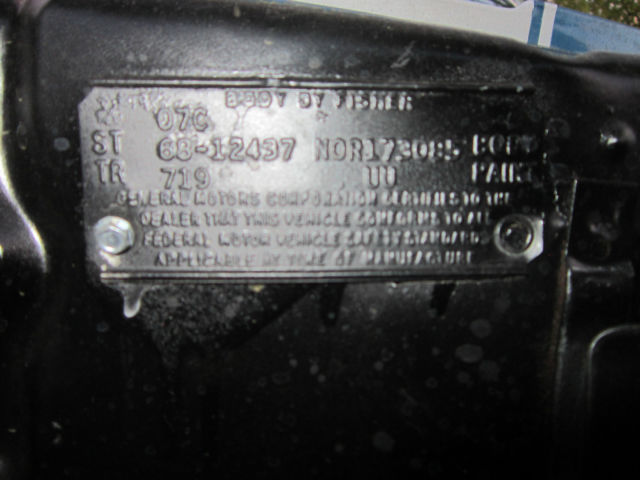 BODY BY FISHER
07C
ST 68-12437 NOR173085 BODY
TR 719 UU PAINT
GENERAL MOTORS CORPORATION CERTIFIES TO THE
DEALER THAT THIS VEHICLE CONFORMS TO ALL
FEDERAL MOTOR VEHICLE SAFETY STANDARDS
APPLICABLE AT TIME OF MANUFACTURE